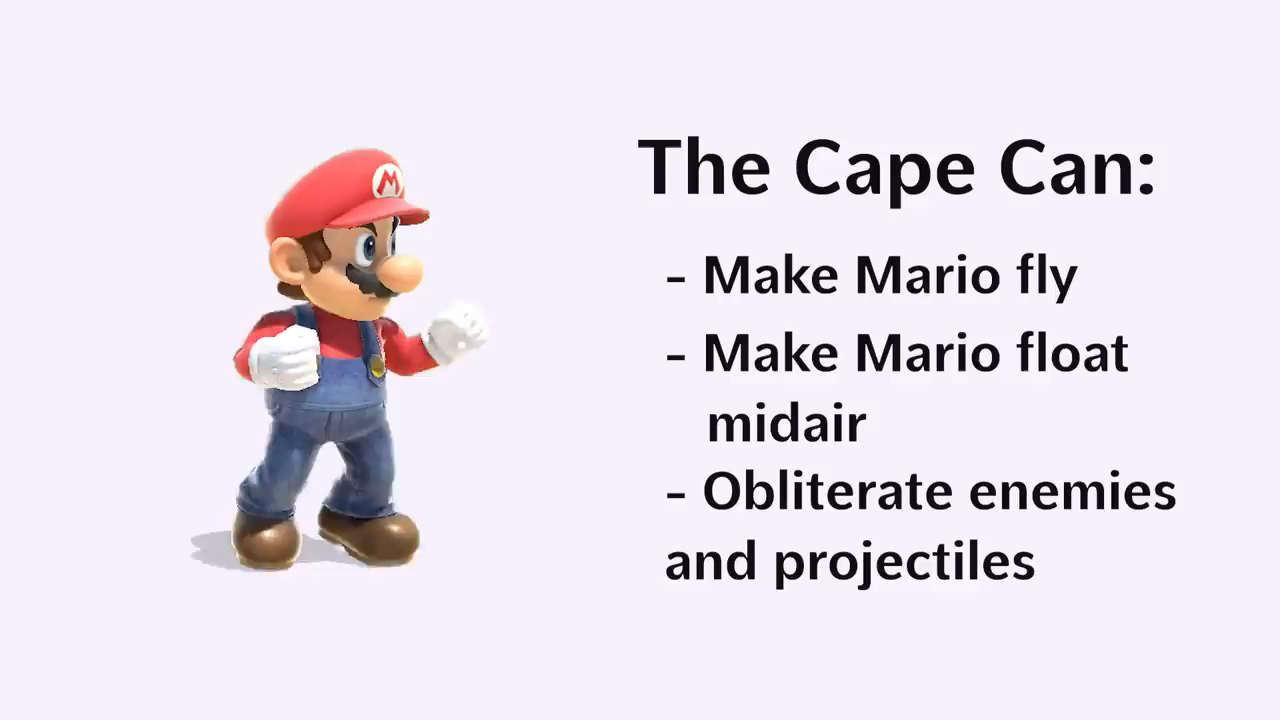 The Cape Can:
- Make Mario fly
- Make Mario float
midair
- Obliterate enemies
and projectiles
M